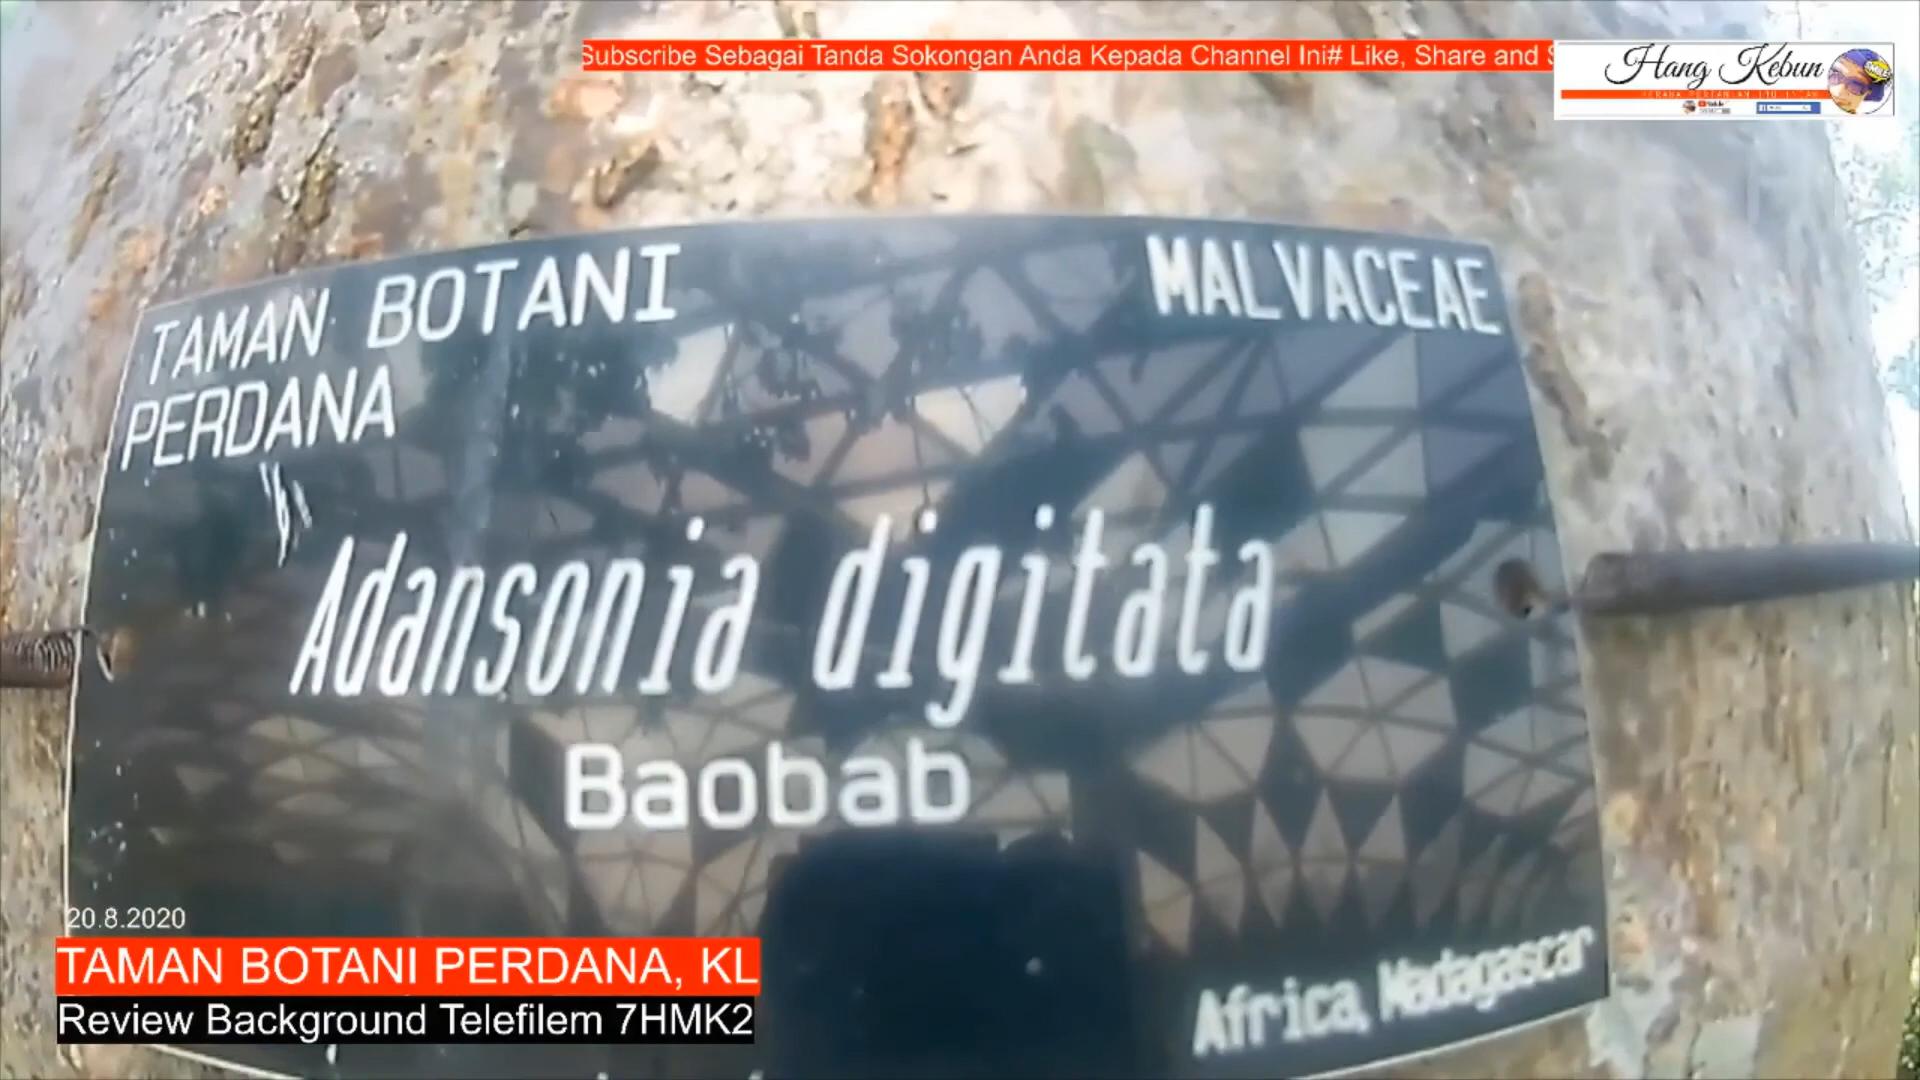 Subscribe Sebagai Tanda Sokongan Anda Kepada Channel Ini# Like, Share and S
Hang Kebun
TAMAN BOTANI
PERDANA
MALVACEAE
Adansonia digitata
Baobab
Africa, Madagascar
20.8.2020
TAMAN BOTANI PERDANA, KL
Review Background Telefilem 7HMK2